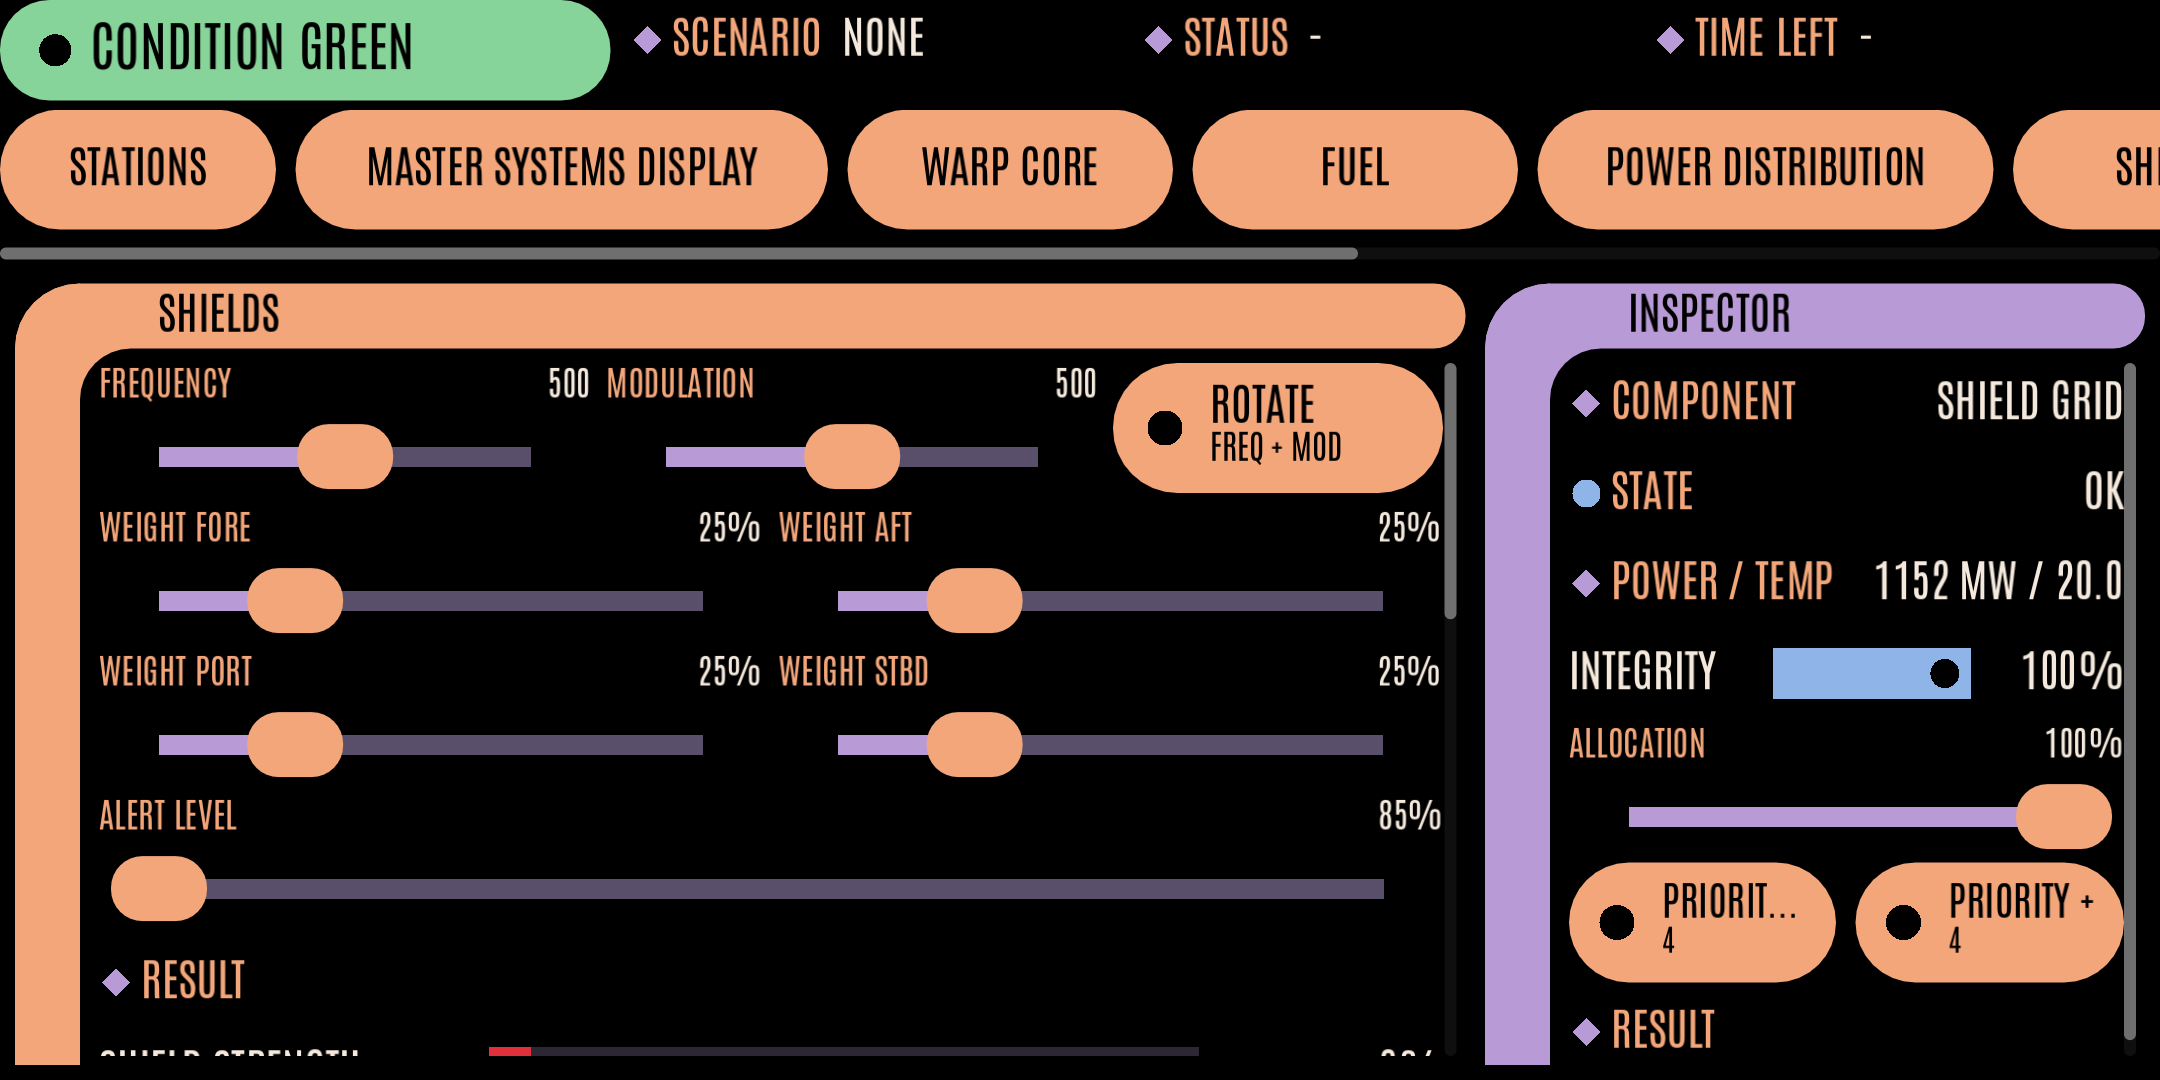 CONDITION GREEN
SCENARIO NONE
STATUS -
TIME LEFT -
STATIONS
MASTER SYSTEMS DISPLAY
WARP CORE
FUEL
POWER DISTRIBUTION
SHI
SHIELDS
FREQUENCY 500
MODULATION 500
ROTATE
FREQ + MOD
WEIGHT FORE 25%
WEIGHT AFT 25%
WEIGHT PORT 25%
WEIGHT STBD 25%
ALERT LEVEL 85%
RESULT
SHIELD STRENGTH
INSPECTOR
COMPONENT SHIELD GRID
STATE OK
POWER / TEMP 1152 MW / 20.0
INTEGRITY 100%
ALLOCATION 100%
PRIORIT...
4
PRIORITY +
4
RESULT